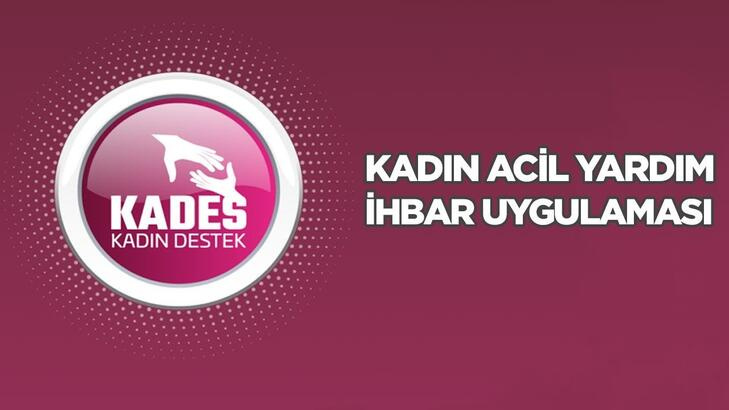 KADES
KADIN DESTEK
KADIN ACİL YARDIM
İHBAR UYGULAMASI